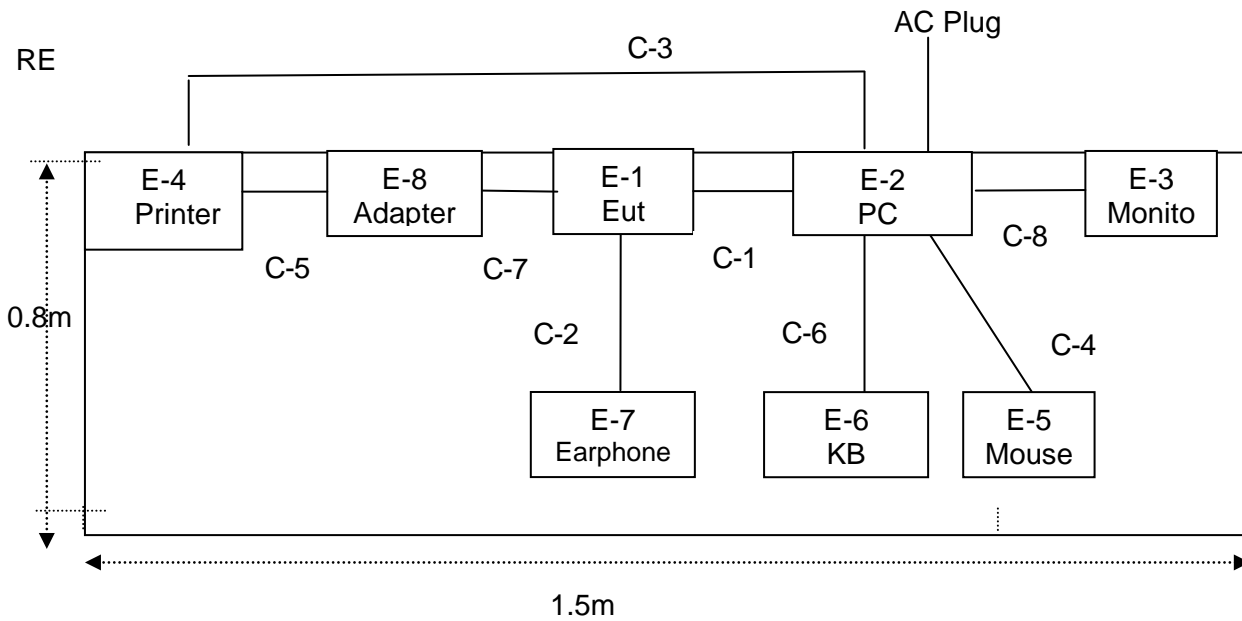 AC Plug
C-3
RE
E-4
Printer
E-8
Adapter
E-1
Eut
E-2
PC
E-3
Monito
C-5
C-7
C-1
C-8
0.8m
C-2
C-6
C-4
E-7
Earphone
E-6
KB
E-5
Mouse
1.5m